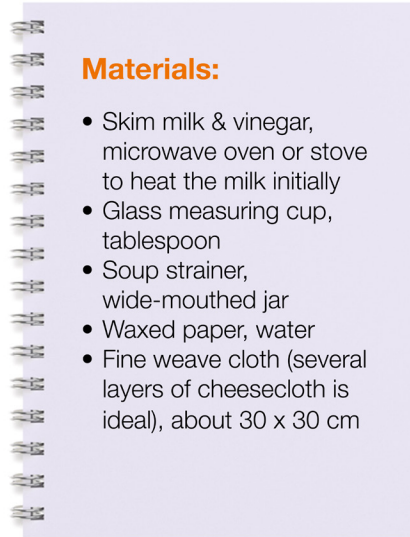 Materials:
• Skim milk & vinegar,
microwave oven or stove
to heat the milk initially
• Glass measuring cup,
tablespoon
• Soup strainer,
wide-mouthed jar
• Waxed paper, water
• Fine weave cloth (several
layers of cheesecloth is
ideal), about 30 x 30 cm